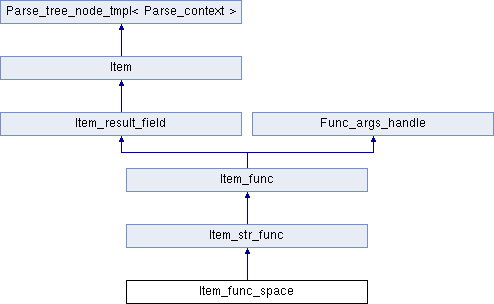 Parse_tree_node_tmpl< Parse_context >
Item
Item_result_field
Func_args_handle
Item_func
Item_str_func
Item_func_space